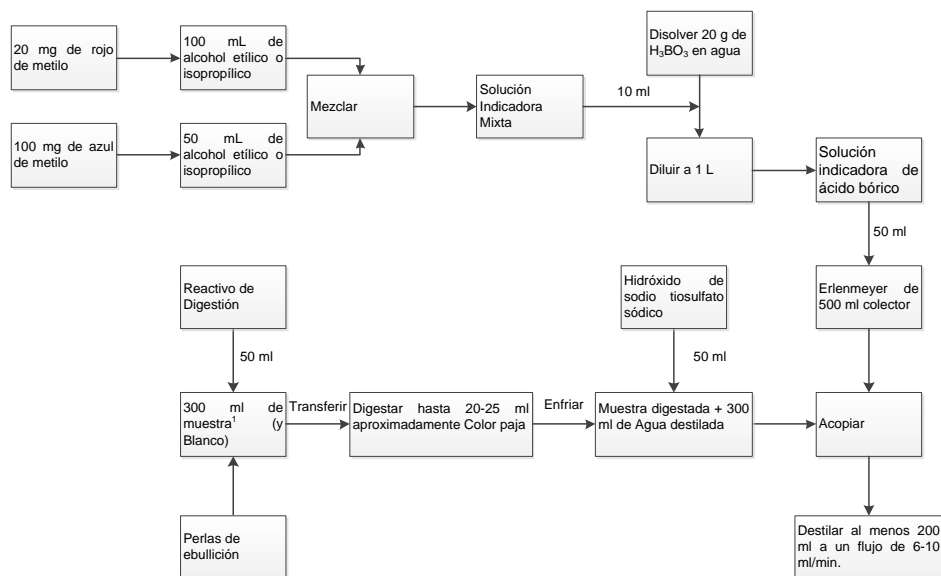 20 mg de rojo
de metilo
100 mL de
alcohol etílico o
isopropílico
Mezclar
100 mg de azul
de metilo
50 mL de
alcohol etílico o
isopropílico
Solución
Indicadora
Mixta
10 ml
Disolver 20 g de
H₃BO₃ en agua
Diluir a 1 L
Solución
indicadora de
ácido bórico
50 ml
Erlenmeyer de
500 ml colector
Reactivo de
Digestión
50 ml
300 ml de
muestra¹ (y
Blanco)
Perlas de
ebullición
Transferir
Digestar hasta 20-25 ml
aproximadamente Color paja
Enfriar
Hidróxido de
sodio tiosulfato
sódico
50 ml
Muestra digestada + 300
ml de Agua destilada
Acopiar
Destilar al menos 200
ml a un flujo de 6-10
ml/min.